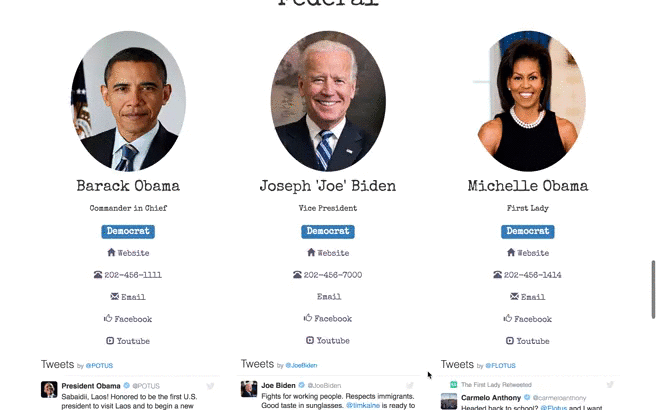 Federal
Barack Obama
Commander in Chief
Democrat
Website
202-456-1111
Email
Facebook
Youtube
Tweets by @POTUS
President Obama @POTUS
Sabaidii, Laos! Honored to be the first U.S.
president to visit Laos and to begin a new
Joseph 'Joe' Biden
Vice President
Democrat
Website
202-456-7000
Email
Facebook
Youtube
Tweets by @JoeBiden
Joe Biden @JoeBiden
Fights for working people. Respects immigrants.
Good taste in sunglasses. @timkaine is ready to
Michelle Obama
First Lady
Democrat
Website
202-456-1414
Email
Facebook
Youtube
Tweets by @FLOTUS
The First Lady Retweeted
Carmelo Anthony @carmeloanthony
Headed back to school? @Flotus and I want